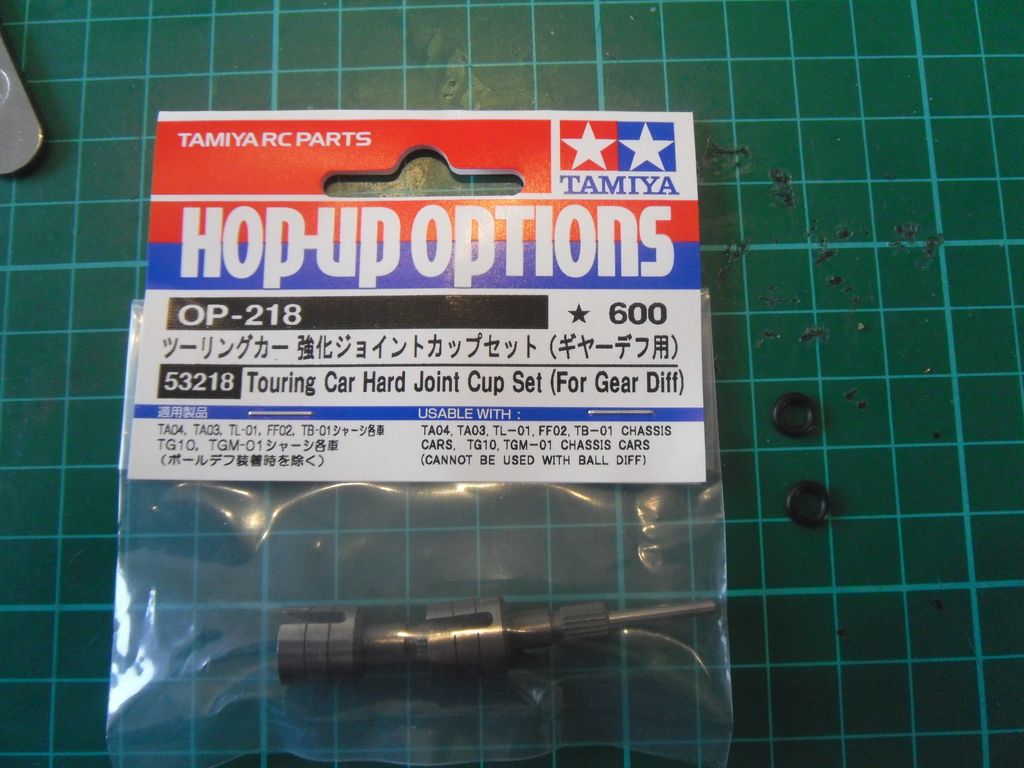 TAMIYA RC PARTS
TAMIYA
HOP-UP OPTIONS
OP-218 ★ 600
ツーリングカー 強化ジョイントカップセット (ギヤーデフ用)
53218 Touring Car Hard Joint Cup Set (For Gear Diff)
適用製品
TA04, TA03, TL-01, FF02, TB-01シャーシ各車
TG10, TGM-01シャーシ各車
(ボールデフ装着時を除く)
USABLE WITH :
TA04, TA03, TL-01, FF02, TB-01 CHASSIS
CARS, TG10, TGM-01 CHASSIS CARS
(CANNOT BE USED WITH BALL DIFF)